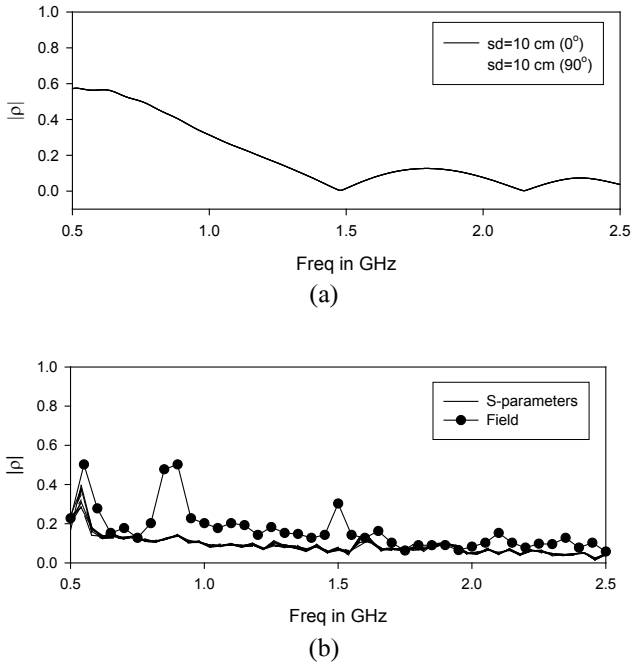 1.0
0.8
0.6
0.4
0.2
0.0
|ρ|
sd=10 cm (0°)
sd=10 cm (90°)
0.5 1.0 1.5 2.0 2.5
Freq in GHz
(a)
1.0
0.8
0.6
0.4
0.2
0.0
|ρ|
S-parameters
Field
0.5 1.0 1.5 2.0 2.5
Freq in GHz
(b)